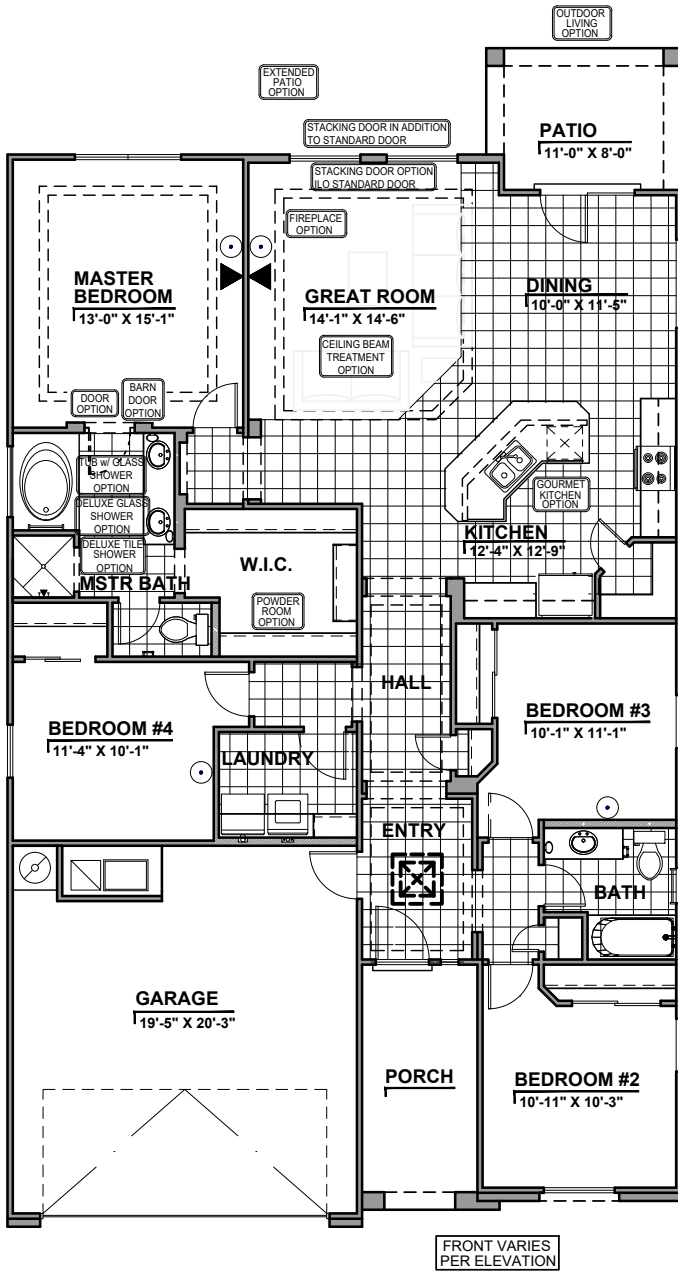 OUTDOOR
LIVING
OPTION
EXTENDED
PATIO
OPTION
STACKING DOOR IN ADDITION
TO STANDARD DOOR
PATIO
11'-0" X 8'-0"
STACKING DOOR OPTION
ILO STANDARD DOOR
FIREPLACE
OPTION
MASTER
BEDROOM
13'-0" X 15'-1"
GREAT ROOM
14'-1" X 14'-6"
DINING
10'-0" X 11'-5"
CEILING BEAM
TREATMENT
OPTION
DOOR
OPTION
BARN
DOOR
OPTION
TUB w/ GLASS
SHOWER
OPTION
DELUXE GLASS
SHOWER
OPTION
DELUXE TILE
SHOWER
OPTION
GOURMET
KITCHEN
OPTION
KITCHEN
12'-4" X 12'-9"
W.I.C.
MSTR BATH
POWDER
ROOM
OPTION
HALL
BEDROOM #3
10'-1" X 11'-1"
BEDROOM #4
11'-4" X 10'-1"
LAUNDRY
ENTRY
BATH
GARAGE
19'-5" X 20'-3"
PORCH
BEDROOM #2
10'-11" X 10'-3"
FRONT VARIES
PER ELEVATION